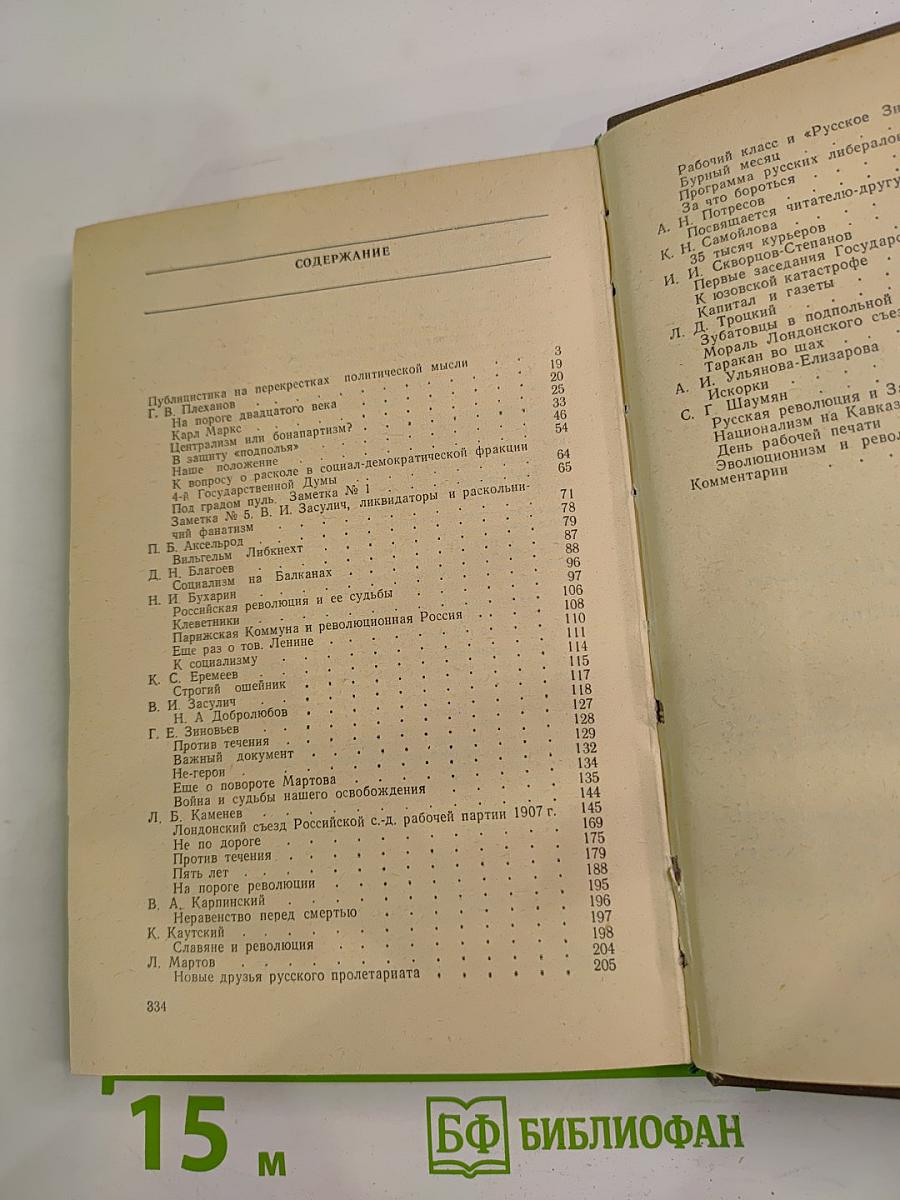 СОДЕРЖАНИЕ
Публицистика на перекрестках политической мысли . . 3
Г. В. Плеханов . . . . . . . . . . 19
На пороге двадцатого века . . . . . . . 20
Карл Маркс . . . . . . . . . . 25
Централизм или бонапартизм? . . . . . . . 33
В защиту «подполья» . . . . . . . . 46
Наше положение . . . . . . . . . 54
К вопросу о расколе в социал-демократической фракции
4-й Государственной Думы . . . . . . . 64
Под градом пуль. Заметка № 1 . . . . . . 65
Заметка № 5. В. И. Засулич, ликвидаторы и раскольни-
чий фанатизм . . . . . . . . . 71
П. Б. Аксельрод . . . . . . . . . 78
Вильгельм Либкнехт . . . . . . . . 79
Д. Н. Благоев . . . . . . . . . 87
Социализм на Балканах . . . . . . . 88
Н. И. Бухарин . . . . . . . . . 96
Российская революция и ее судьбы . . . . . 97
Клеветники . . . . . . . . . 106
Парижская Коммуна и революционная Россия . . . . 108
Еще раз о тов. Ленине . . . . . . . 110
К социализму . . . . . . . . . 111
К. С. Еремеев . . . . . . . . . 114
Строгий ошейник . . . . . . . . 115
В. И. Засулич . . . . . . . . . 117
Н. А Добролюбов . . . . . . . . 118
Г. Е. Зиновьев . . . . . . . . . 127
Против течения . . . . . . . . 128
Важный документ . . . . . . . . 129
Не-герои . . . . . . . . . . 132
Еще о повороте Мартова . . . . . . . 134
Война и судьбы нашего освобождения . . . . . 135
Л. Б. Каменев . . . . . . . . . 144
Лондонский съезд Российской с.-д. рабочей партии 1907 г. 145
Не по дороге . . . . . . . . . 169
Против течения . . . . . . . . 175
Пять лет . . . . . . . . . . 179
На пороге революции . . . . . . . 188
В. А. Карпинский . . . . . . . . 195
Неравенство перед смертью . . . . . . 196
К. Каутский . . . . . . . . . 197
Славяне и революция . . . . . . . 198
Л. Мартов . . . . . . . . . . 204
Новые друзья русского пролетариата . . . . . 205
334
Рабочий класс и «Русское
Бурный месяц . . .
Программа русских либералов
За что бороться . . .
А. Н. Потресов . . .
Посвящается читателю-другу
К. Н. Самойлова . . .
35 тысяч курьеров . . .
И. И. Скворцов-Степанов . .
Первые заседания
К юзовской катастрофе . .
Капитал и газеты . . .
Л. Д. Троцкий . . .
Зубатовцы в подпольной
Мораль Лондонского
Таракан во щах . . .
А. И. Ульянова-Елизарова
Искорки . . .
С. Г. Шаумян . . .
Русская революция и
Национализм на
День рабочей печати
Эволюционизм и
Комментарии . . .
15 м
БФ БИБЛИОФАН